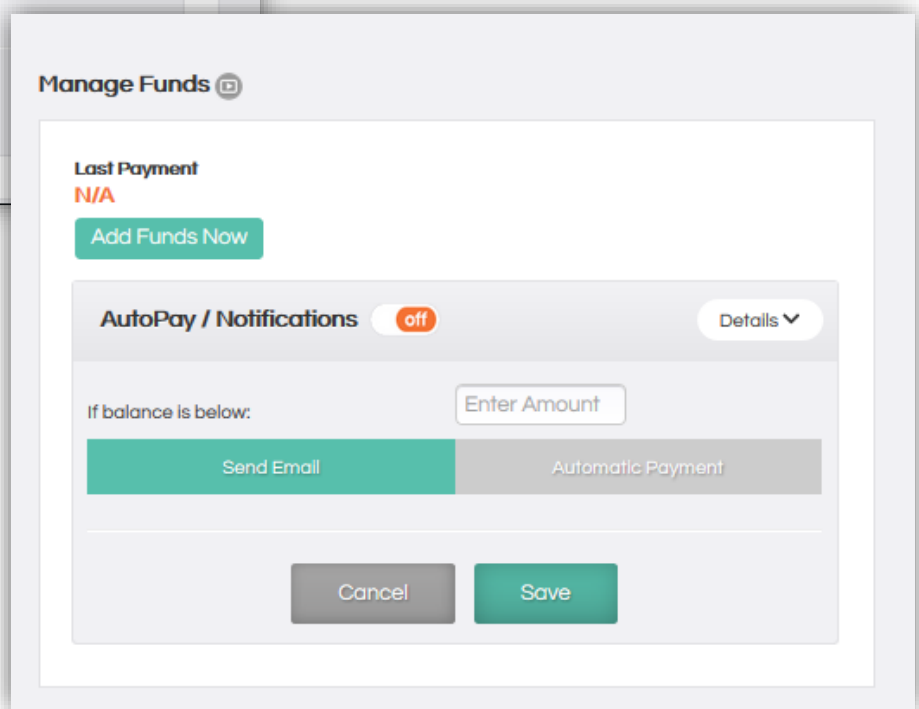 Manage Funds
Last Payment
N/A
Add Funds Now
AutoPay / Notifications off Details
If balance is below: Enter Amount
Send Email Automatic Payment
Cancel Save